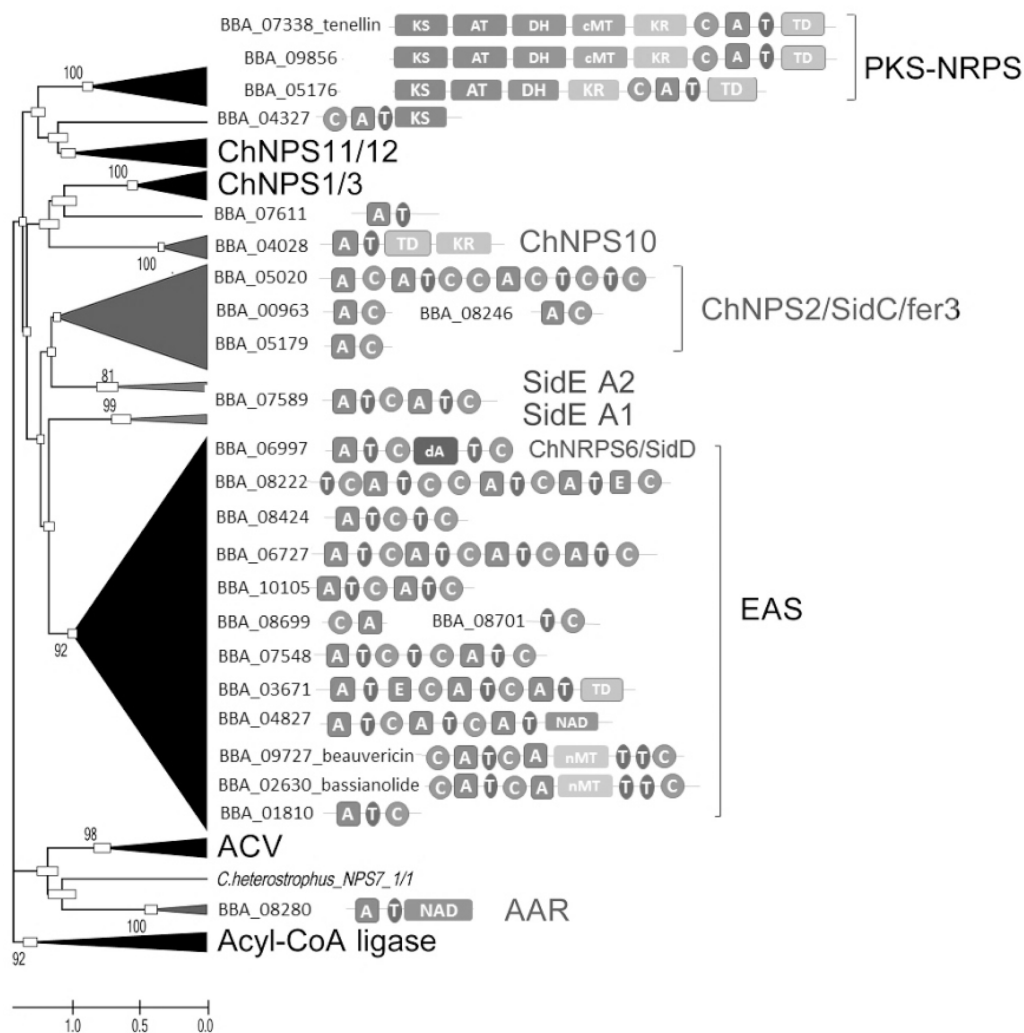 BBA_07338_tenellin KS AT DH cMT KR C A T TD
BBA_09856 KS AT DH cMT KR C A T TD
PKS-NRPS
100
BBA_05176 KS AT DH KR C A T TD
BBA_04327 C A T KS
ChNPS11/12
100
ChNPS1/3
BBA_07611 A T
BBA_04028 A T TD KR ChNPS10
100
BBA_05020 A C A T C C A C T C T C
BBA_00963 A C BBA_08246 A C
ChNPS2/SidC/fer3
BBA_05179 A C
81
SidE A2
BBA_07589 A T C A T C
99
SidE A1
BBA_06997 A T C dA T C ChNRPS6/SidD
BBA_08222 T C A T C C A T C A T E C
BBA_08424 A T C T C
BBA_06727 A T C A T C A T C A T C
BBA_10105 A T C A T C
EAS
BBA_08699 C A BBA_08701 T C
92
BBA_07548 A T C T C A T C
BBA_03671 A T E C A T C A T TD
BBA_04827 A T C A T C A T NAD
BBA_09727_beauvericin C A T C A nMT T T C
BBA_02630_bassianolide C A T C A nMT T T C
BBA_01810 A T C
98
ACV
C.heterostrophus_NPS7_1/1
BBA_08280 A T NAD AAR
100
Acyl-CoA ligase
92
1.0 0.5 0.0